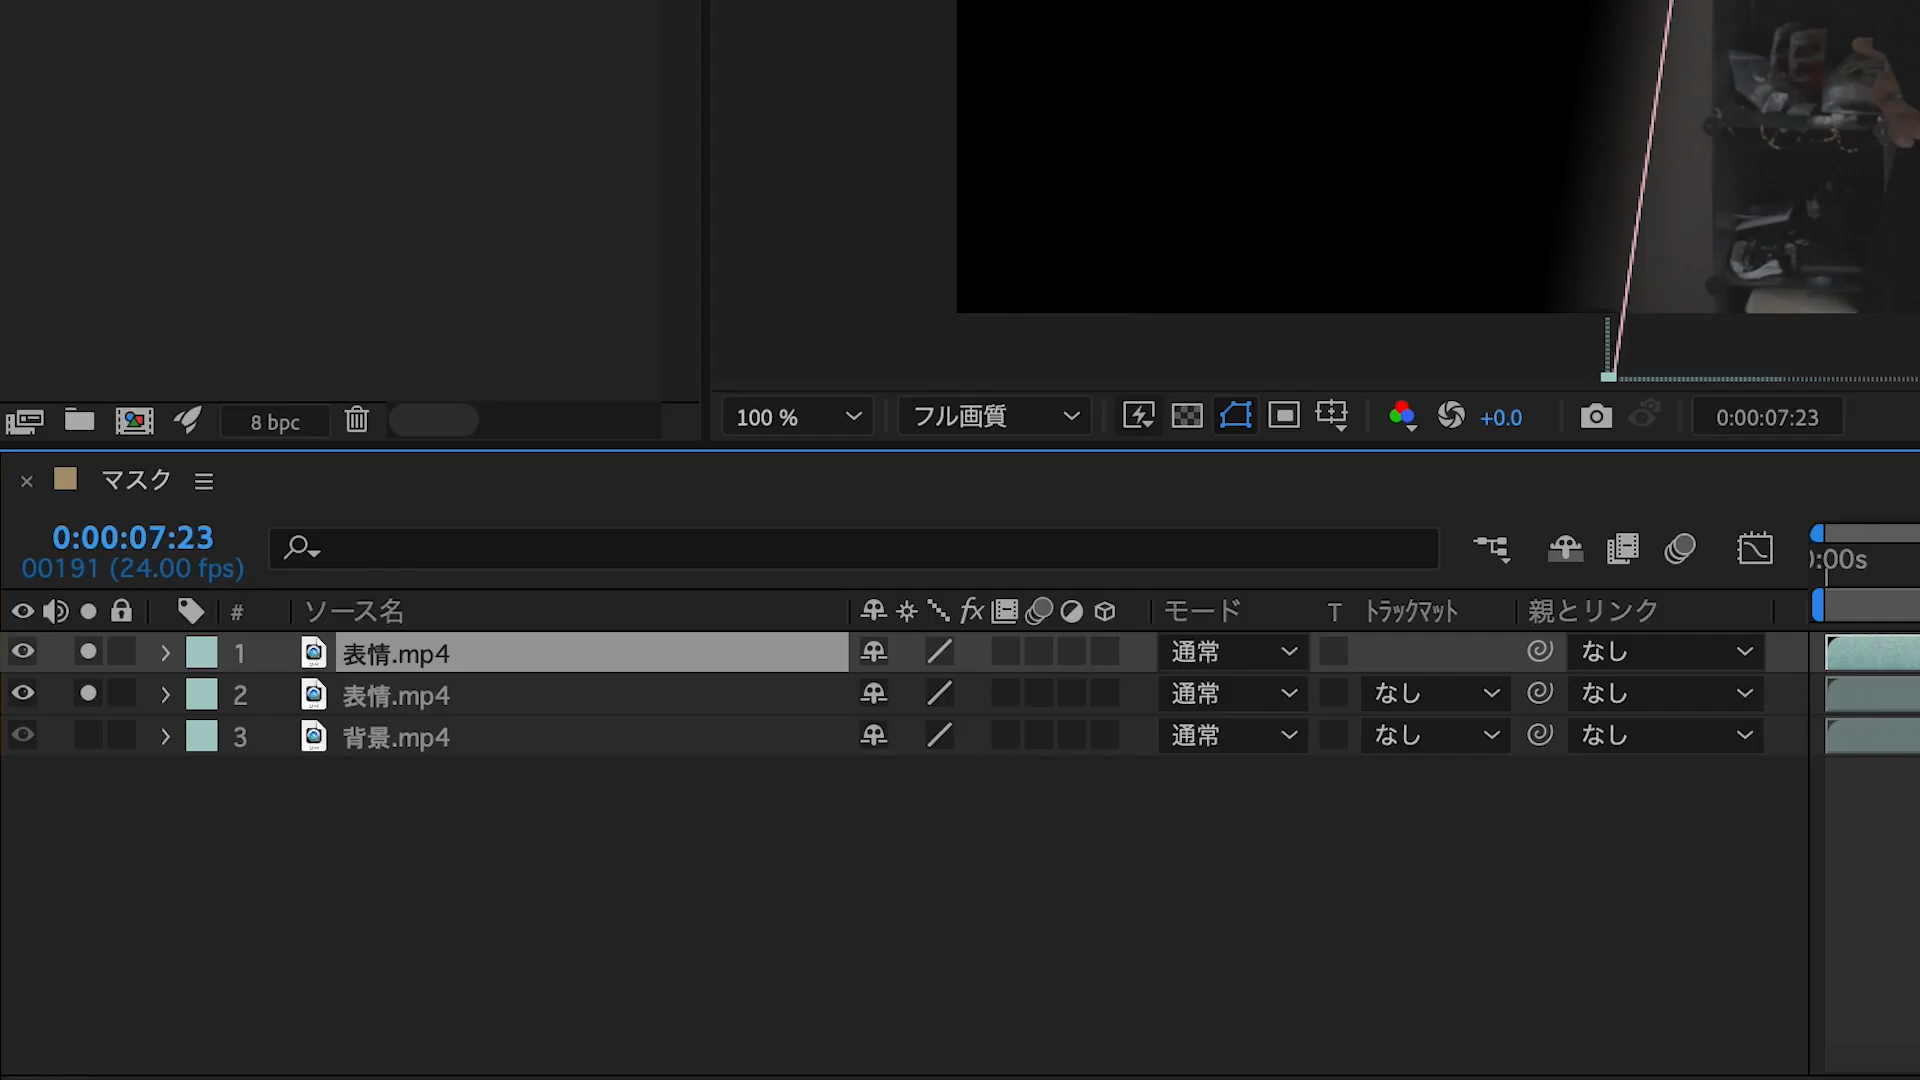 8 bpc
100 %
フル画質
+0.0
0:00:07:23
マスク
0:00:07:23
00191 (24.00 fps)
):00s
# ソース名 fx モード T トラックマット 親とリンク
1 表情.mp4 通常 なし
2 表情.mp4 通常 なし なし
3 背景.mp4 通常 なし なし